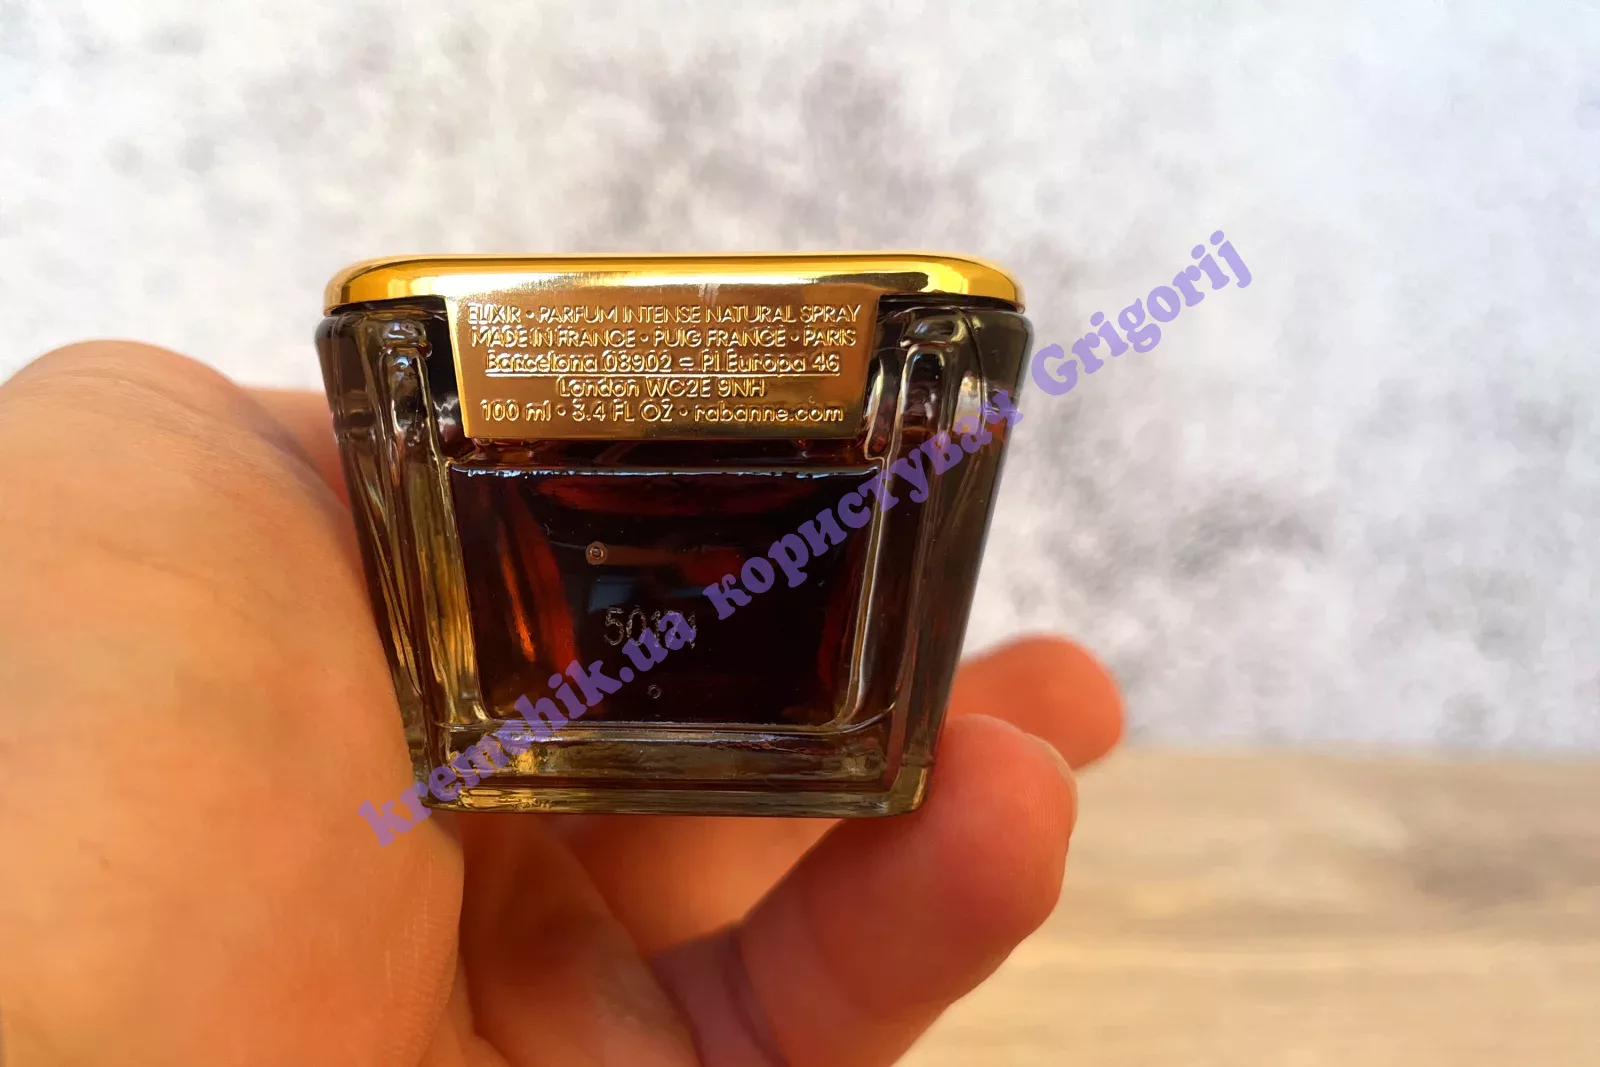 ELIXIR • PARFUM INTENSE NATURAL SPRAY
MADE IN FRANCE • PUIG FRANCE • PARIS
Barcelona 08902 = Pl Europa 46
London WC2E 9NH
100 ml • 3.4 FL OZ • rabanne.com
kremchik.ua користувач Grigorij